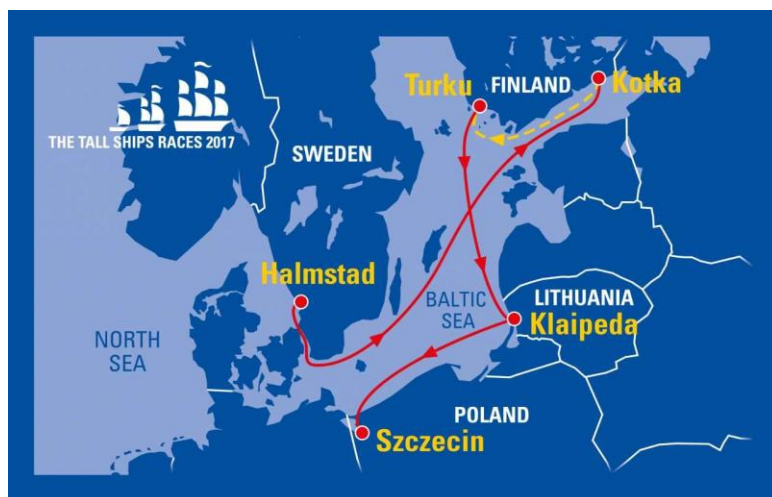 THE TALL SHIPS RACES 2017
Turku
FINLAND
Kotka
SWEDEN
Halmstad
BALTIC
SEA
LITHUANIA
Klaipeda
NORTH
SEA
POLAND
Szczecin